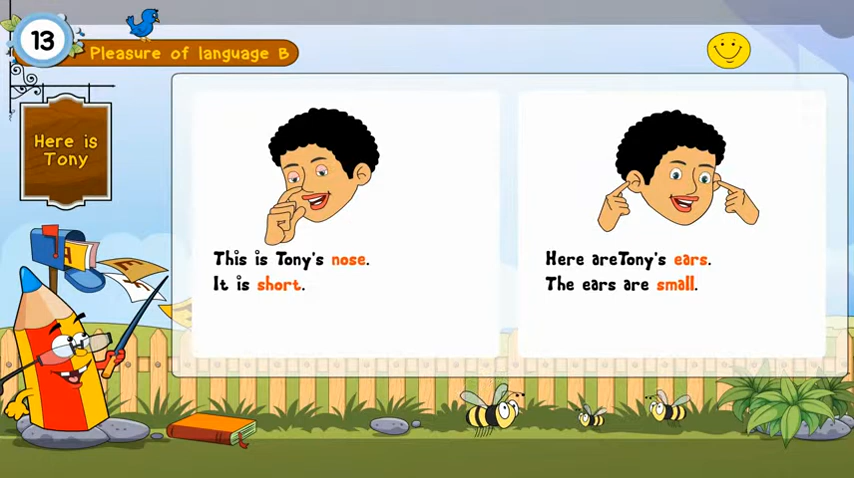 13
Pleasure of language B
Here is
Tony
This is Tony's nose.
It is short.
Here areTony's ears.
The ears are small.
A
E
F